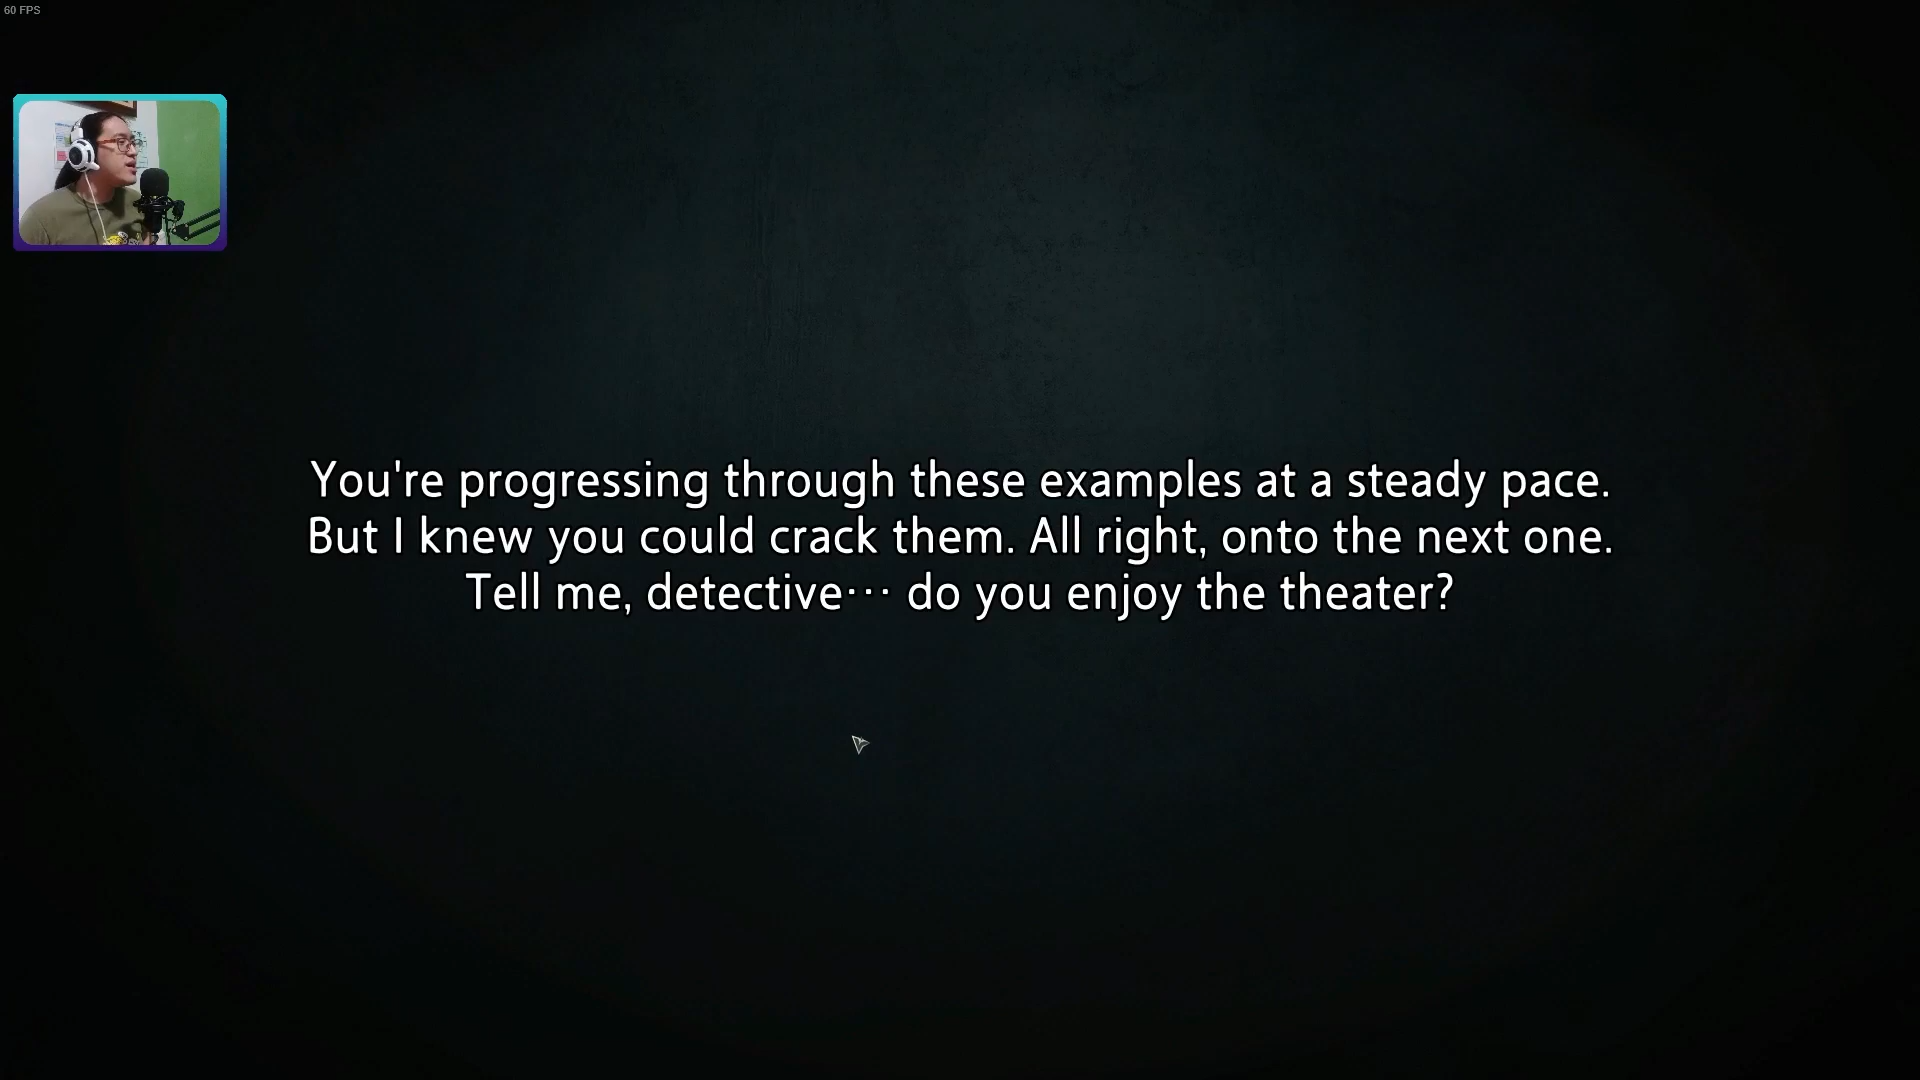 60 FPS
You're progressing through these examples at a steady pace.
But I knew you could crack them. All right, onto the next one.
Tell me, detective··· do you enjoy the theater?